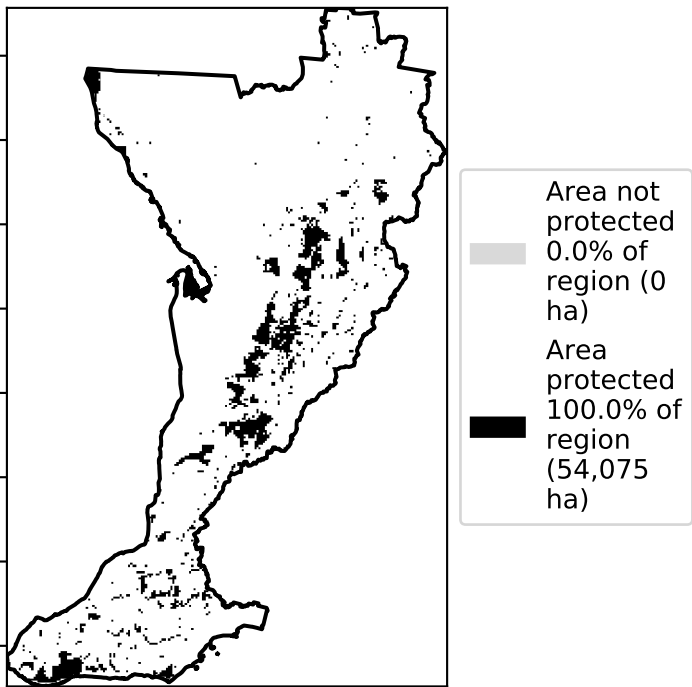 Area not
protected
0.0% of
region (0
ha)
Area
protected
100.0% of
region
(54,075
ha)